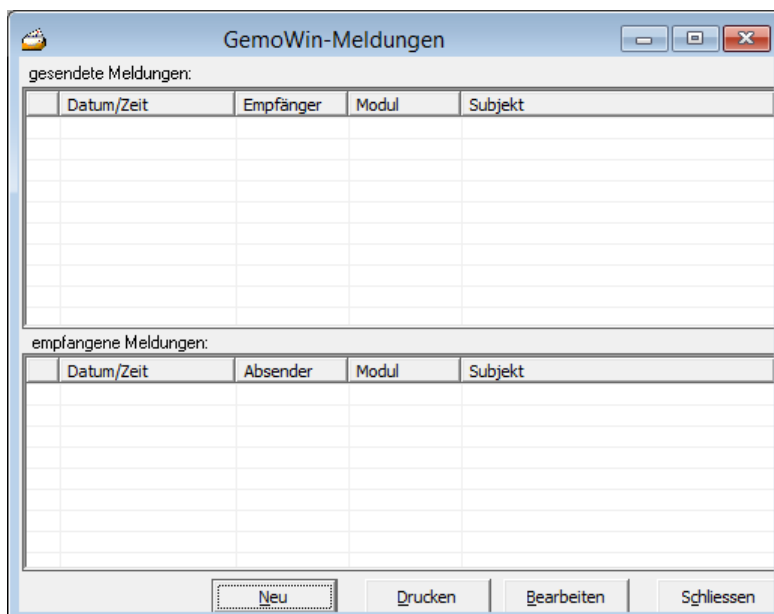 GemoWin-Meldungen
gesendete Meldungen:
Datum/Zeit Empfänger Modul Subjekt
empfangene Meldungen:
Datum/Zeit Absender Modul Subjekt
Neu Drucken Bearbeiten Schliessen